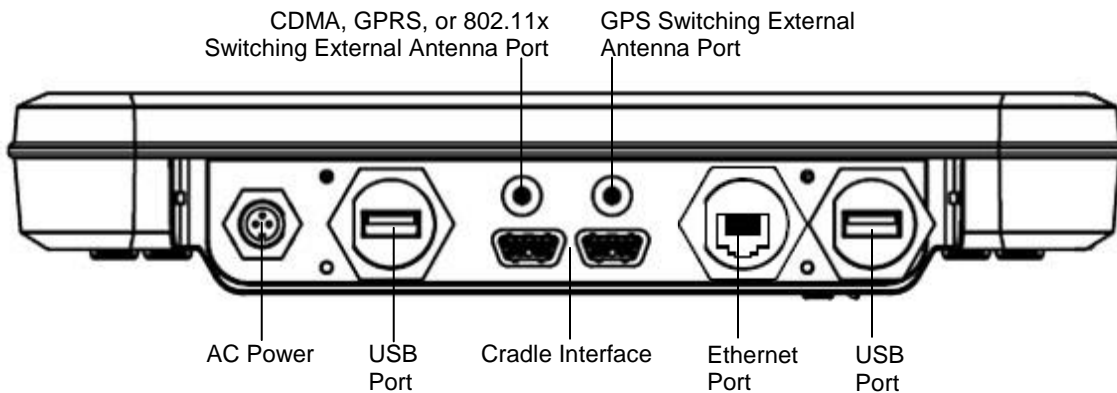 CDMA, GPRS, or 802.11x
Switching External Antenna Port
GPS Switching External
Antenna Port
AC Power
USB
Port
Cradle Interface
Ethernet
Port
USB
Port